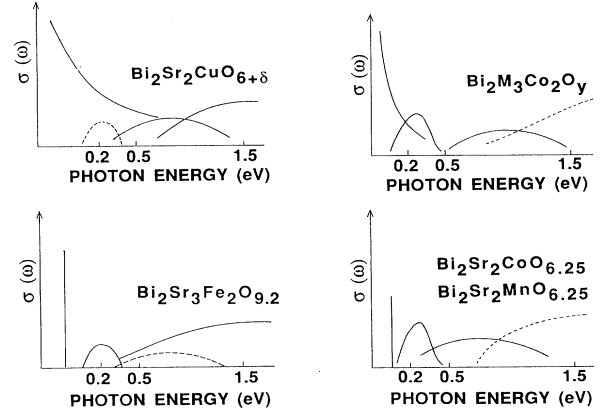 σ (ω)
Bi₂Sr₂CuO₆₊δ
0.2 0.5 1.5
PHOTON ENERGY (eV)
σ (ω)
Bi₂M₃Co₂Oy
0.2 0.5 1.5
PHOTON ENERGY (eV)
σ (ω)
Bi₂Sr₃Fe₂O₉.₂
0.2 0.5 1.5
PHOTON ENERGY (eV)
σ (ω)
Bi₂Sr₂CoO₆.₂₅
Bi₂Sr₂MnO₆.₂₅
0.2 0.5 1.5
PHOTON ENERGY (eV)